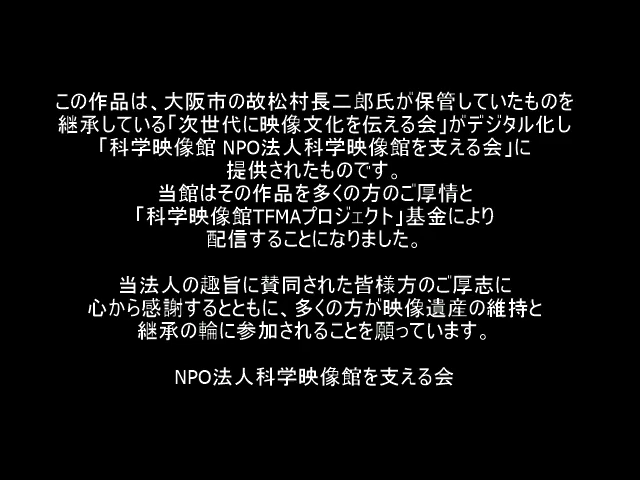 この作品は、大阪市の故松村長二郎氏が保管していたものを
継承している「次世代に映像文化を伝える会」がデジタル化し
「科学映像館 NPO法人科学映像館を支える会」に
提供されたものです。
当館はその作品を多くの方のご厚情と
「科学映像館TFMAプロジェクト」基金により
配信することになりました。
当法人の趣旨に賛同された皆様方のご厚志に
心から感謝するとともに、多くの方が映像遺産の維持と
継承の輪に参加されることを願っています。
NPO法人科学映像館を支える会